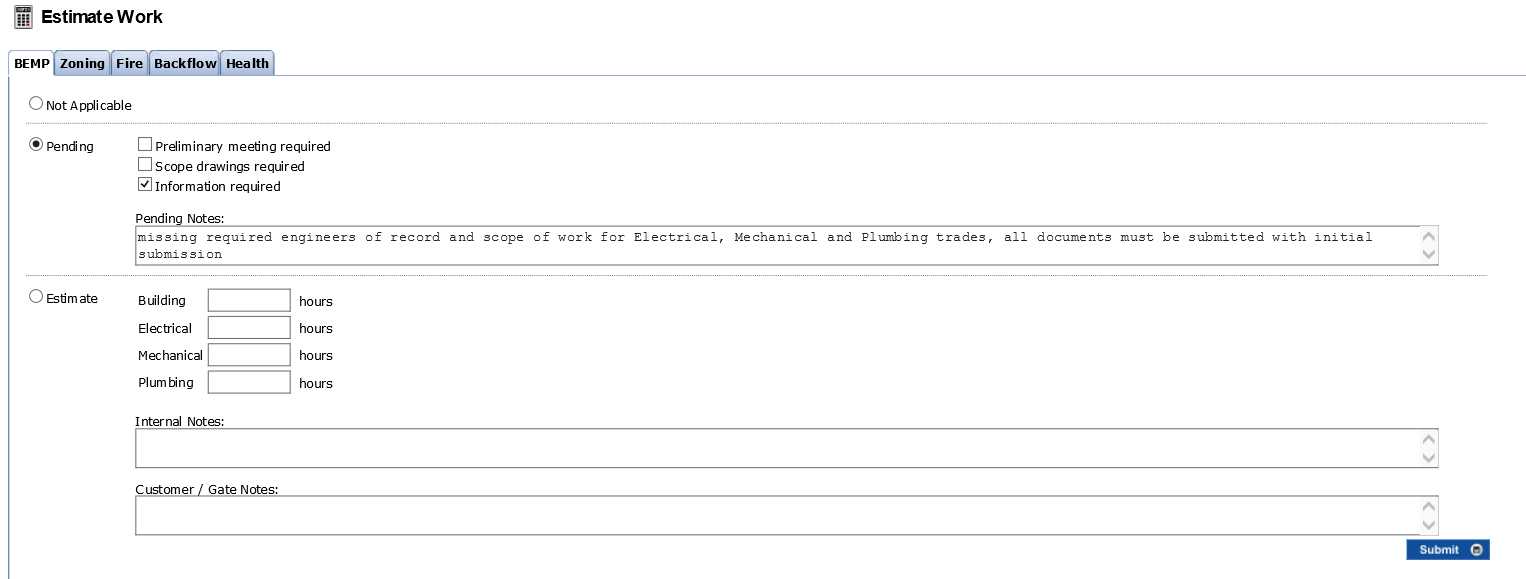 Estimate Work
BEMP Zoning Fire Backflow Health
Not Applicable
Pending
Preliminary meeting required
Scope drawings required
Information required
Pending Notes:
missing required engineers of record and scope of work for Electrical, Mechanical and Plumbing trades, all documents must be submitted with initial
submission
Estimate
Building hours
Electrical hours
Mechanical hours
Plumbing hours
Internal Notes:
Customer / Gate Notes:
Submit